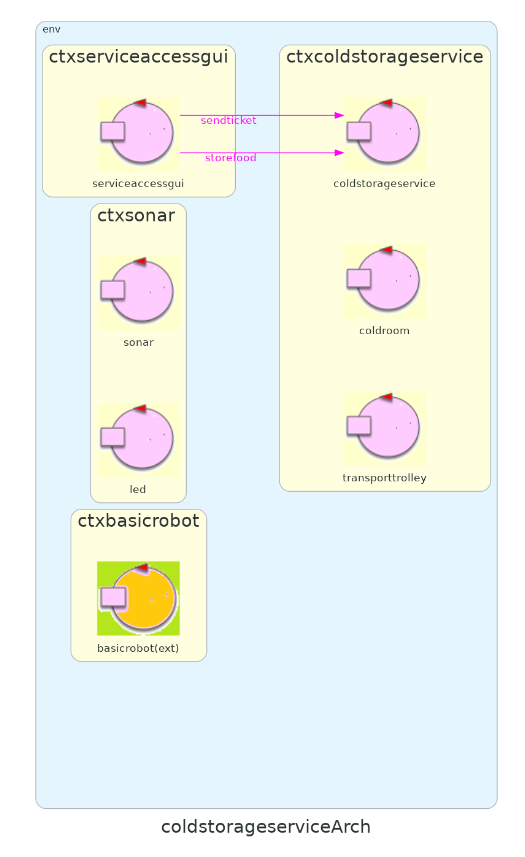 env
ctxserviceaccessgui
sendticket
storefood
serviceaccessgui
ctxcoldstorageservice
coldstorageservice
coldroom
transporttrolley
ctxsonar
sonar
led
ctxbasicrobot
basicrobot(ext)
coldstorageserviceArch